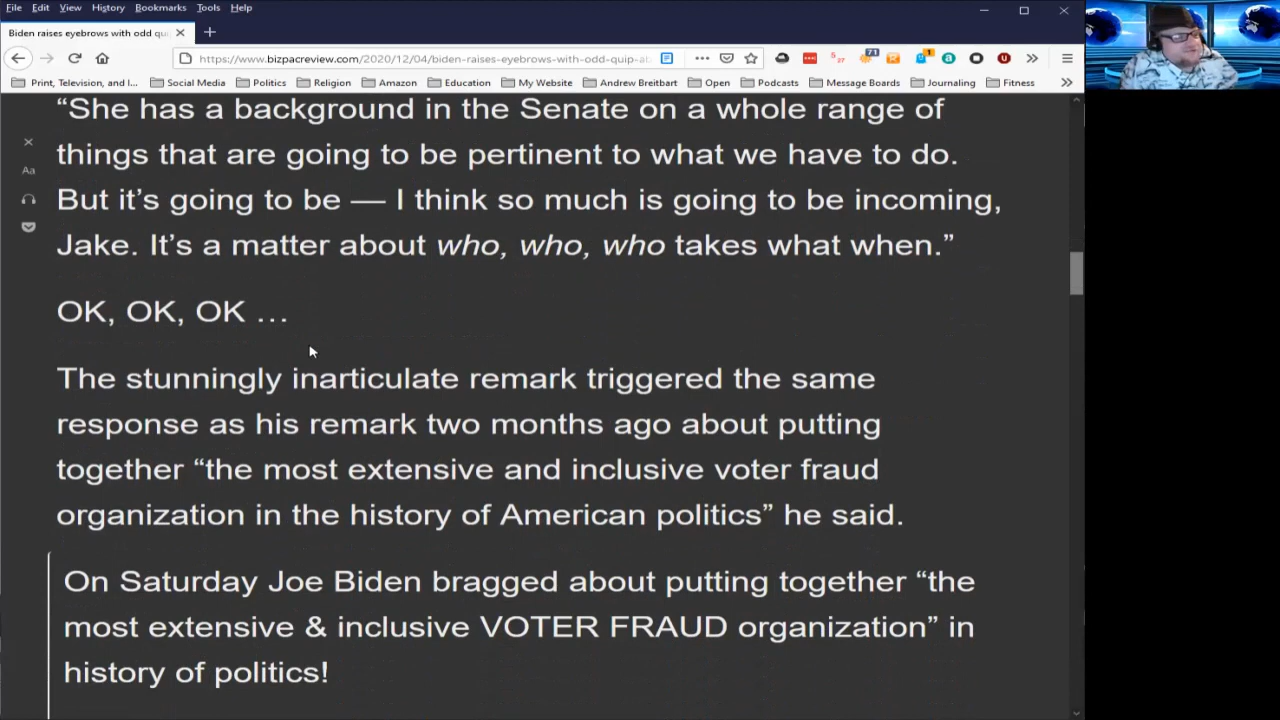 File Edit View History Bookmarks Tools Help
Biden raises eyebrows with odd qui
https://www.bizpacreview.com/2020/12/04/biden-raises-eyebrows-with-odd-quip-a
71 1
Print, Television, and I... Social Media Politics Religion Amazon Education My Website Andrew Breitbart Open Podcasts Message Boards Journaling Fitness
“She has a background in the Senate on a whole range of
things that are going to be pertinent to what we have to do.
But it’s going to be — I think so much is going to be incoming,
Jake. It’s a matter about who, who, who takes what when.”
Aa
OK, OK, OK …
The stunningly inarticulate remark triggered the same
response as his remark two months ago about putting
together “the most extensive and inclusive voter fraud
organization in the history of American politics” he said.
On Saturday Joe Biden bragged about putting together “the
most extensive & inclusive VOTER FRAUD organization” in
history of politics!